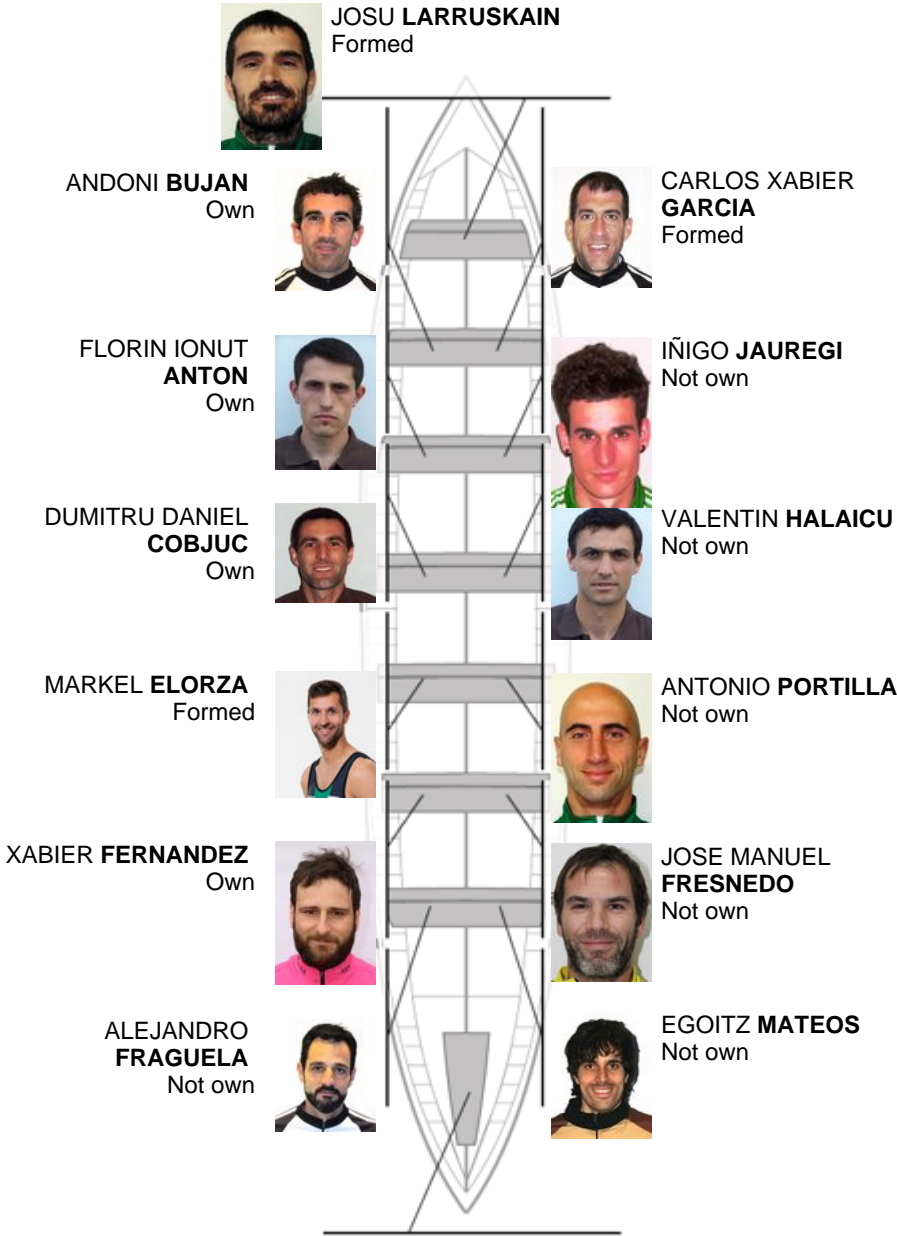 JOSU LARRUSKAIN
Formed
ANDONI BUJAN
Own
CARLOS XABIER
GARCIA
Formed
FLORIN IONUT
ANTON
Own
IÑIGO JAUREGI
Not own
DUMITRU DANIEL
COBJUC
Own
VALENTIN HALAICU
Not own
MARKEL ELORZA
Formed
ANTONIO PORTILLA
Not own
XABIER FERNANDEZ
Own
JOSE MANUEL
FRESNEDO
Not own
ALEJANDRO
FRAGUELA
Not own
EGOITZ MATEOS
Not own